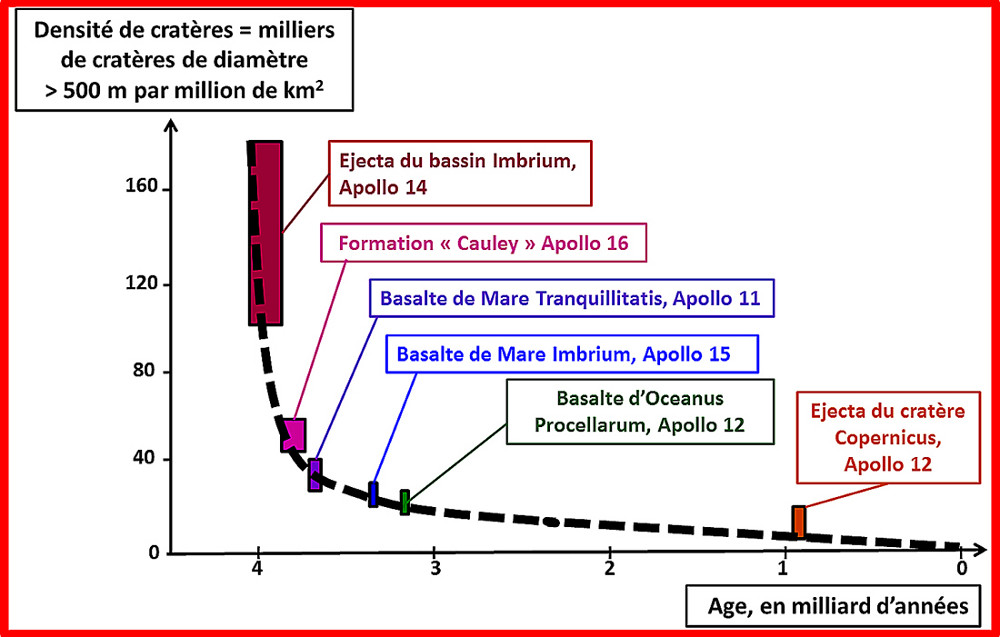 Densité de cratères = milliers
de cratères de diamètre
> 500 m par million de km²
160
120
80
40
0
Ejecta du bassin Imbrium,
Apollo 14
Formation « Cauley » Apollo 16
Basalte de Mare Tranquillitatis, Apollo 11
Basalte de Mare Imbrium, Apollo 15
Basalte d’Oceanus
Procellarum, Apollo 12
Ejecta du cratère
Copernicus,
Apollo 12
4
3
2
1
0
Age, en milliard d’années